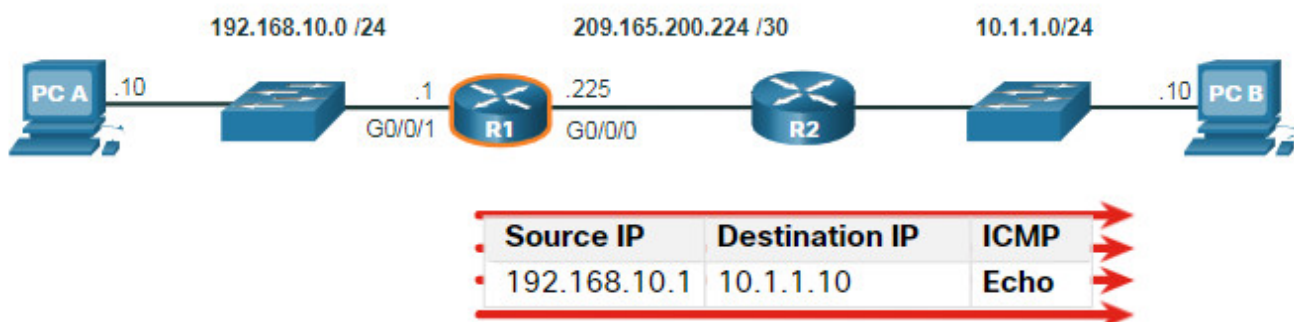 192.168.10.0 /24 209.165.200.224 /30 10.1.1.0/24
PC A .10 .1 R1 .225 R2 .10 PC B
G0/0/1 G0/0/0
Source IP Destination IP ICMP
192.168.10.1 10.1.1.10 Echo